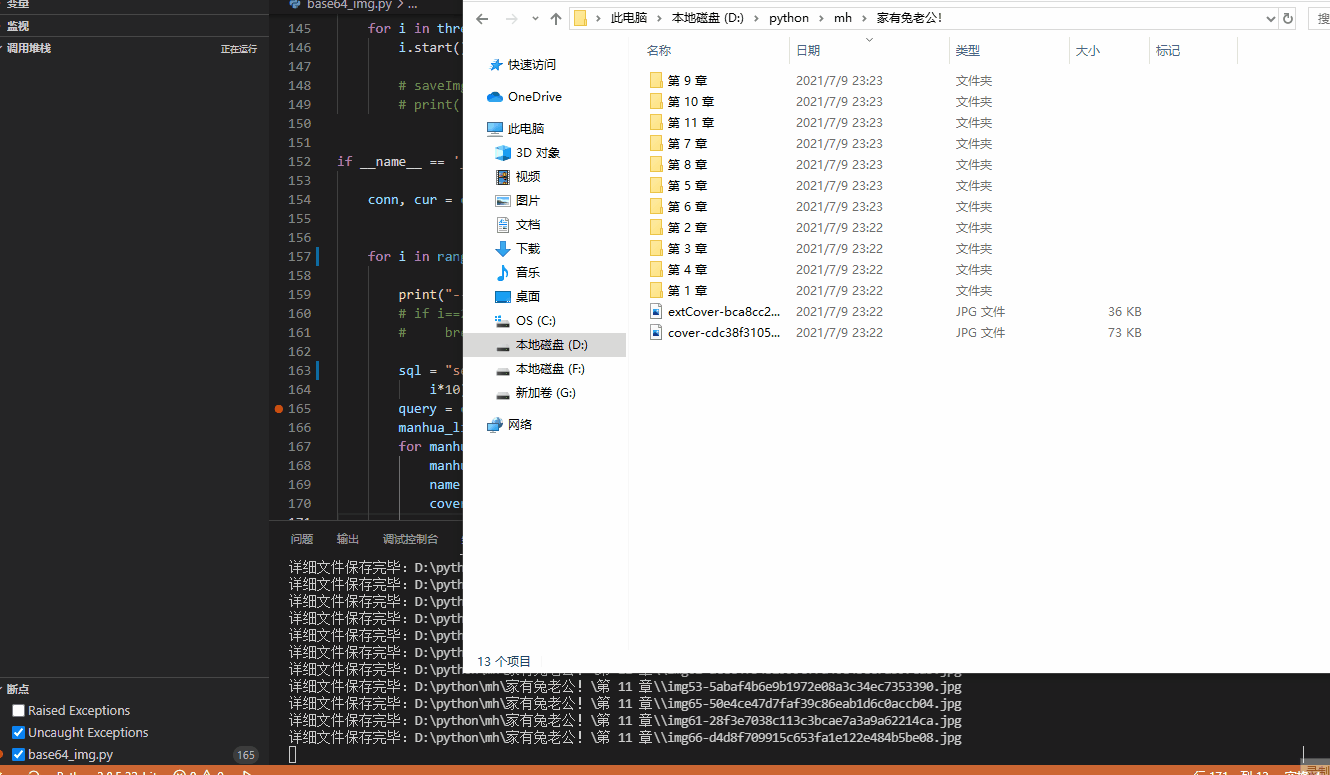 变量
监视
调用堆栈
正在运行
断点
Raised Exceptions
Uncaught Exceptions
base64_img.py
165
base64_img.py > ...
145 for i in thre
146 i.start()
147
148 # saveImg
149 # print(
150
151
152 if __name__ == '_
153
154 conn, cur =
155
156
157 for i in rang
158
159 print("--
160 # if i==
161 # bre
162
163 sql = "se
164 i*10
165 query =
166 manhua_li
167 for manhu
168 manhu
169 name
170 cover
问题 输出 调试控制台
详细文件保存完毕: D:\pyth
详细文件保存完毕: D:\pyth
详细文件保存完毕: D:\pyth
详细文件保存完毕: D:\pyth
详细文件保存完毕: D:\pyth
详细文件保存完毕: D:\pyth
详细文件保存完毕: D:\python\mh\家有兔老公! \第 11 章
详细文件保存完毕: D:\python\mh\家有兔老公! \第 11 章\\img53-5abaf4b6e9b1972e08a3c34ec7353390.jpg
详细文件保存完毕: D:\python\mh\家有兔老公! \第 11 章\\img65-50e4ce47d7faf39c86eab1d6c0accb04.jpg
详细文件保存完毕: D:\python\mh\家有兔老公! \第 11 章\\img61-28f3e7038c113c3bcae7a3a9a62214ca.jpg
详细文件保存完毕: D:\python\mh\家有兔老公! \第 11 章\\img66-d4d8f709915c653fa1e122e484b5be08.jpg
此电脑 > 本地磁盘 (D:) > python > mh > 家有兔老公!
搜
快速访问
OneDrive
此电脑
3D 对象
视频
图片
文档
下载
音乐
桌面
OS (C:)
本地磁盘 (D:)
本地磁盘 (F:)
新加卷 (G:)
网络
名称 日期 类型 大小 标记
第 9 章 2021/7/9 23:23 文件夹
第 10 章 2021/7/9 23:23 文件夹
第 11 章 2021/7/9 23:23 文件夹
第 7 章 2021/7/9 23:23 文件夹
第 8 章 2021/7/9 23:23 文件夹
第 5 章 2021/7/9 23:23 文件夹
第 6 章 2021/7/9 23:23 文件夹
第 2 章 2021/7/9 23:22 文件夹
第 3 章 2021/7/9 23:22 文件夹
第 4 章 2021/7/9 23:22 文件夹
第 1 章 2021/7/9 23:22 文件夹
extCover-bca8cc2... 2021/7/9 23:22 JPG 文件 36 KB
cover-cdc38f3105... 2021/7/9 23:22 JPG 文件 73 KB
13 个项目